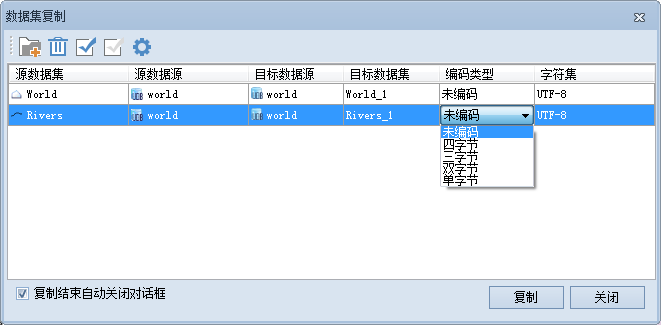 数据集复制
源数据集 源数据源 目标数据源 目标数据集 编码类型 字符集
World world world World_1 未编码 UTF-8
Rivers world world Rivers_1 未编码 UTF-8
未编码
四字节
三字节
双字节
单字节
复制结束自动关闭对话框 复制 关闭